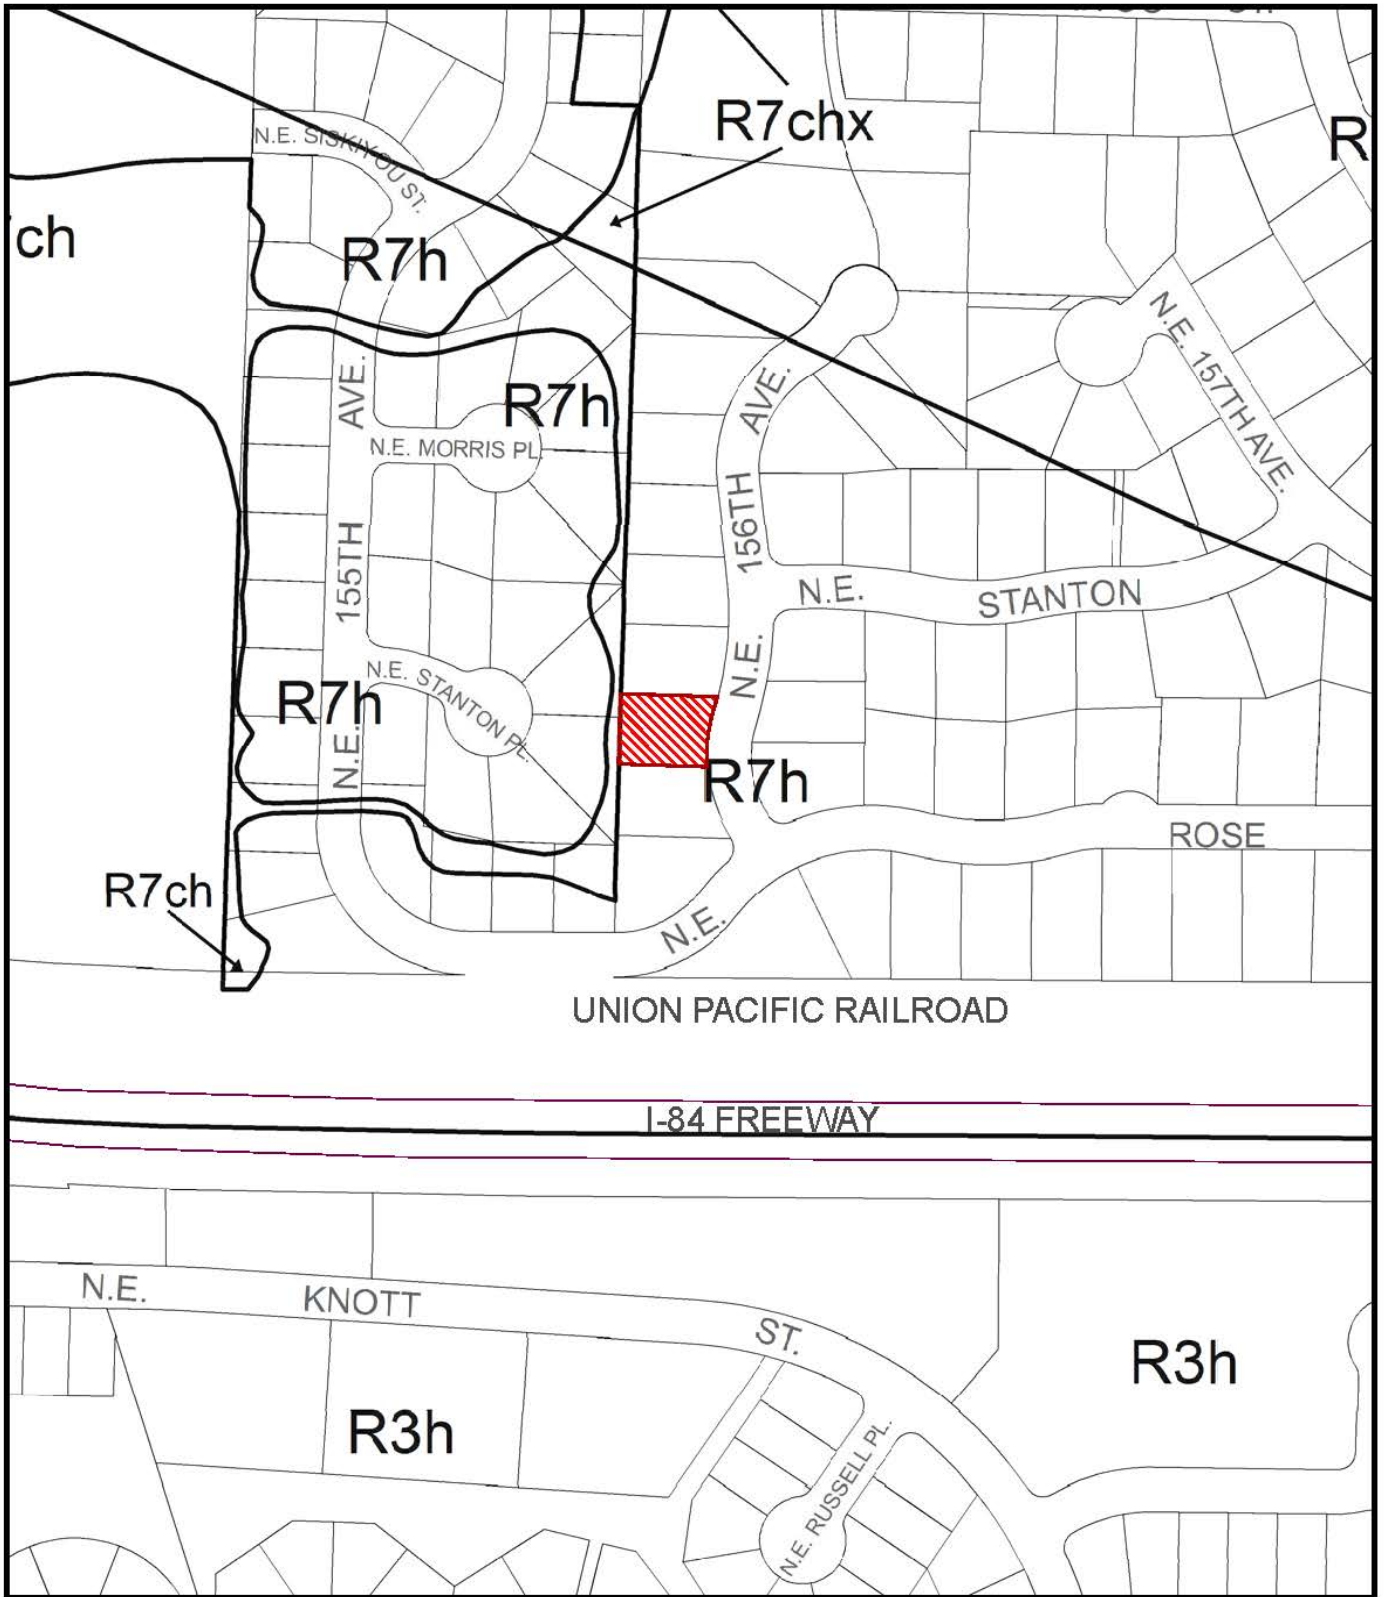 R7chx
R
N.E. SISKIYOU ST.
ch
R7h
N.E. 157TH AVE.
AVE.
AVE.
R7h
N.E. MORRIS PL.
156TH
155TH
N.E.
STANTON
N.E.
N.E. STANTON PL.
R7h
N.E.
R7h
ROSE
R7ch
N.E.
UNION PACIFIC RAILROAD
I-84 FREEWAY
N.E.
KNOTT
ST.
R3h
R3h
N.E. RUSSELL PL.